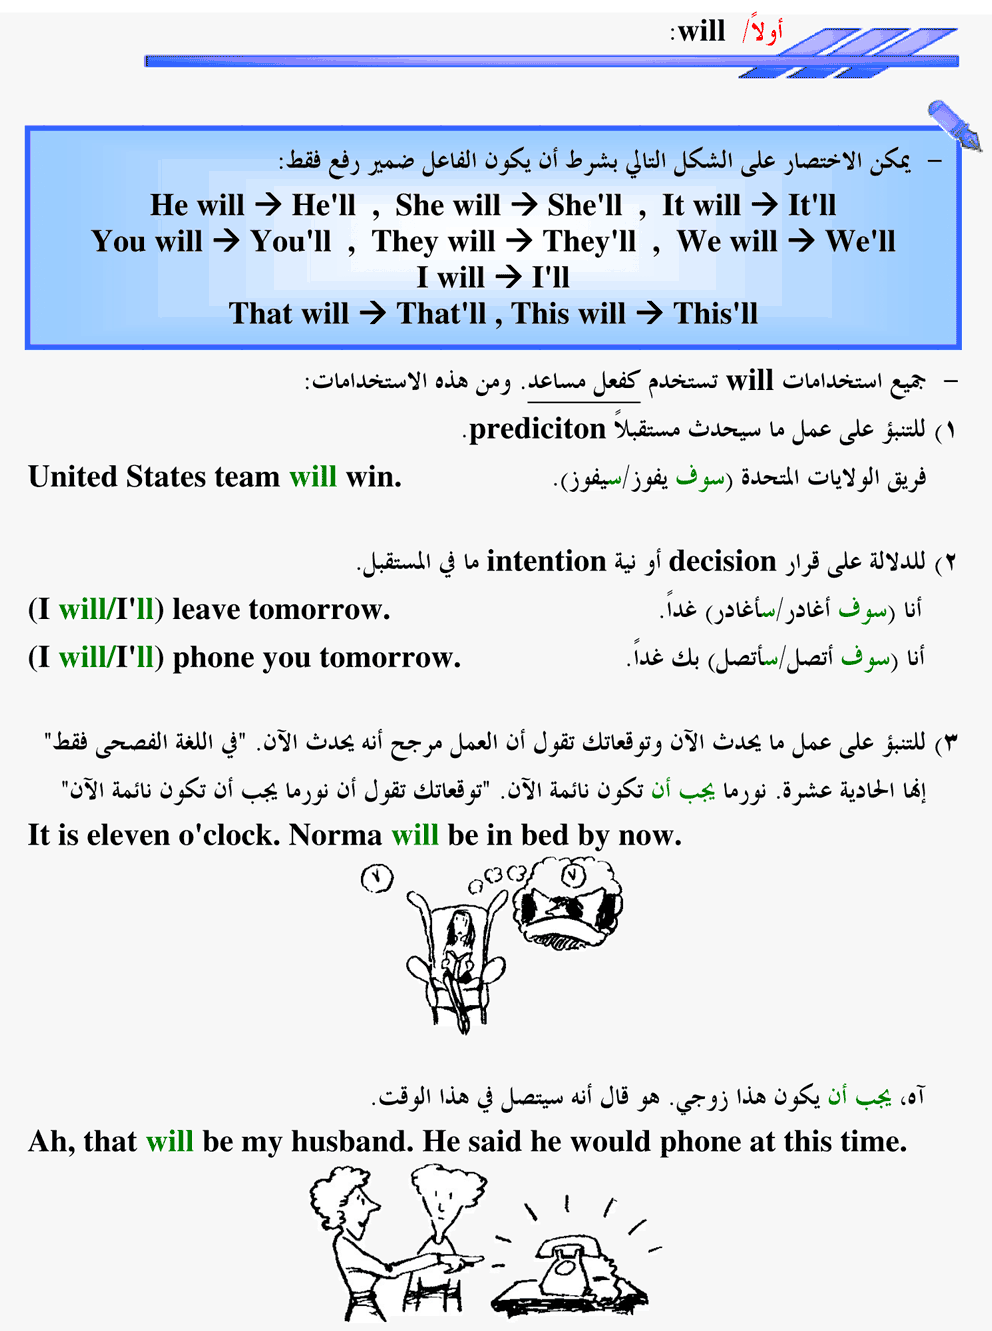 أولاً/ will:
– يمكن الاختصار على الشكل التالي بشرط أن يكون الفاعل ضمير رفع فقط:
He will → He'll , She will → She'll , It will → It'll
You will → You'll , They will → They'll , We will → We'll
I will → I'll
That will → That'll , This will → This'll
– جميع استخدامات will تستخدم كفعل مساعد. ومن هذه الاستخدامات:
١) للتنبؤ على عمل ما سيحدث مستقبلاً prediciton.
فريق الولايات المتحدة (سوف يفوز/سيفوز). United States team will win.
٢) للدلالة على قرار decision أو نية intention ما في المستقبل.
أنا (سوف أغادر/سأغادر) غداً. (I will/I'll) leave tomorrow.
أنا (سوف أتصل/سأتصل) بك غداً. (I will/I'll) phone you tomorrow.
٣) للتنبؤ على عمل ما يحدث الآن وتوقعاتك تقول أن العمل مرجح أنه يحدث الآن. "في اللغة الفصحى فقط"
إنها الحادية عشرة. نورما يجب أن تكون نائمة الآن. "توقعاتك تقول أن نورما يجب أن تكون نائمة الآن"
It is eleven o'clock. Norma will be in bed by now.
آه، يجب أن يكون هذا زوجي. هو قال أنه سيتصل في هذا الوقت.
Ah, that will be my husband. He said he would phone at this time.